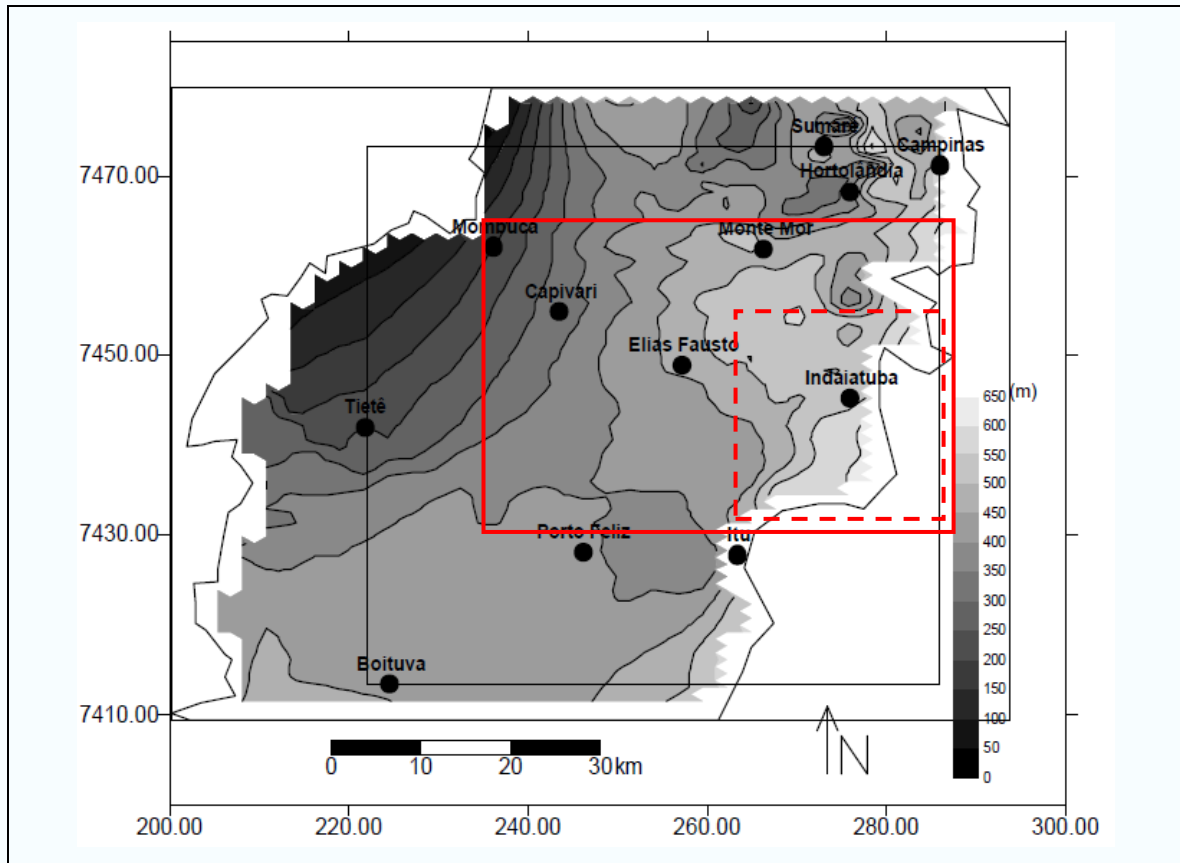 Sumaré
Campinas
7470.00
Hortolândia
Mombuca
Monte Mor
Capivari
7450.00
Elias Fausto
Indaiatuba
650 (m)
600
Tietê
550
500
450
7430.00
Porto Feliz
Itu
400
350
300
250
200
Boituva
150
7410.00
100
N
50
0 10 20 30 km
0
200.00 220.00 240.00 260.00 280.00 300.00